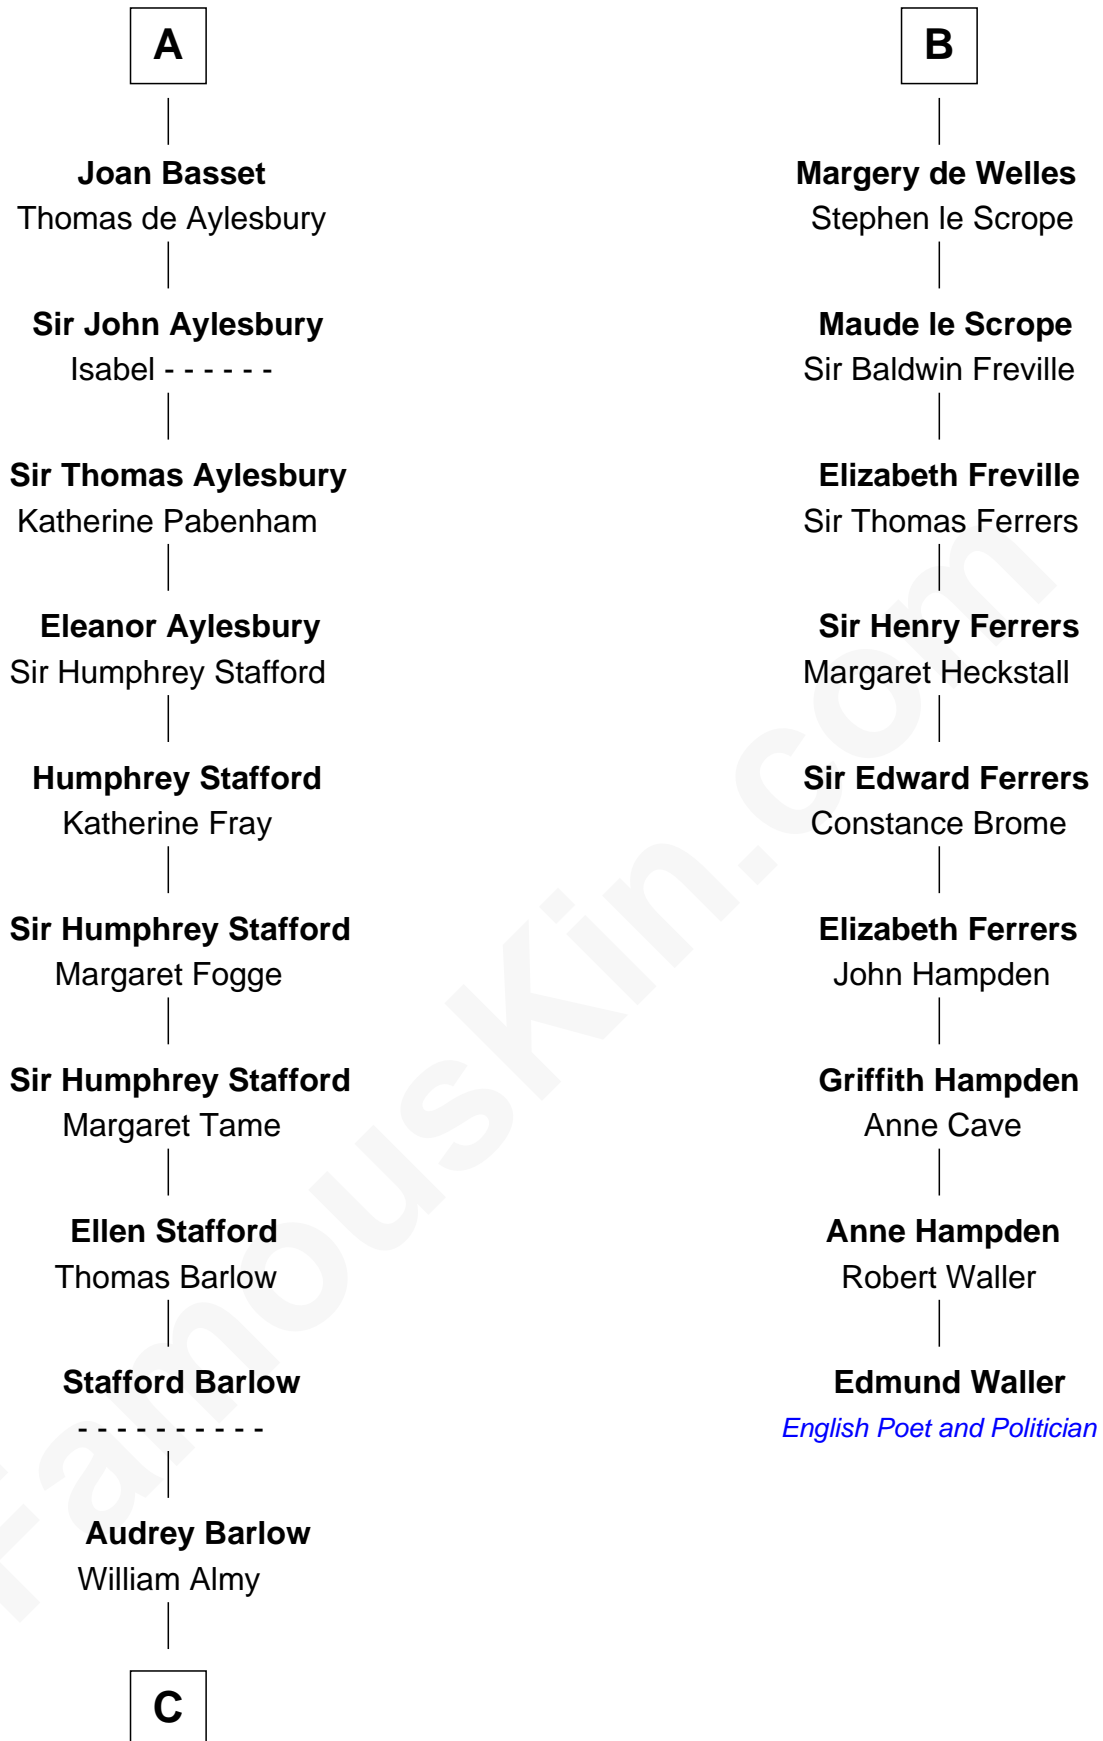 A
Joan Basset
Thomas de Aylesbury
Sir John Aylesbury
Isabel - - - - - -
Sir Thomas Aylesbury
Katherine Pabenham
Eleanor Aylesbury
Sir Humphrey Stafford
Humphrey Stafford
Katherine Fray
Sir Humphrey Stafford
Margaret Fogge
Sir Humphrey Stafford
Margaret Tame
Ellen Stafford
Thomas Barlow
Stafford Barlow
- - - - - - - - - -
Audrey Barlow
William Almy
C
B
Margery de Welles
Stephen le Scrope
Maude le Scrope
Sir Baldwin Freville
Elizabeth Freville
Sir Thomas Ferrers
Sir Henry Ferrers
Margaret Heckstall
Sir Edward Ferrers
Constance Brome
Elizabeth Ferrers
John Hampden
Griffith Hampden
Anne Cave
Anne Hampden
Robert Waller
Edmund Waller
English Poet and Politician
FamousKin.com